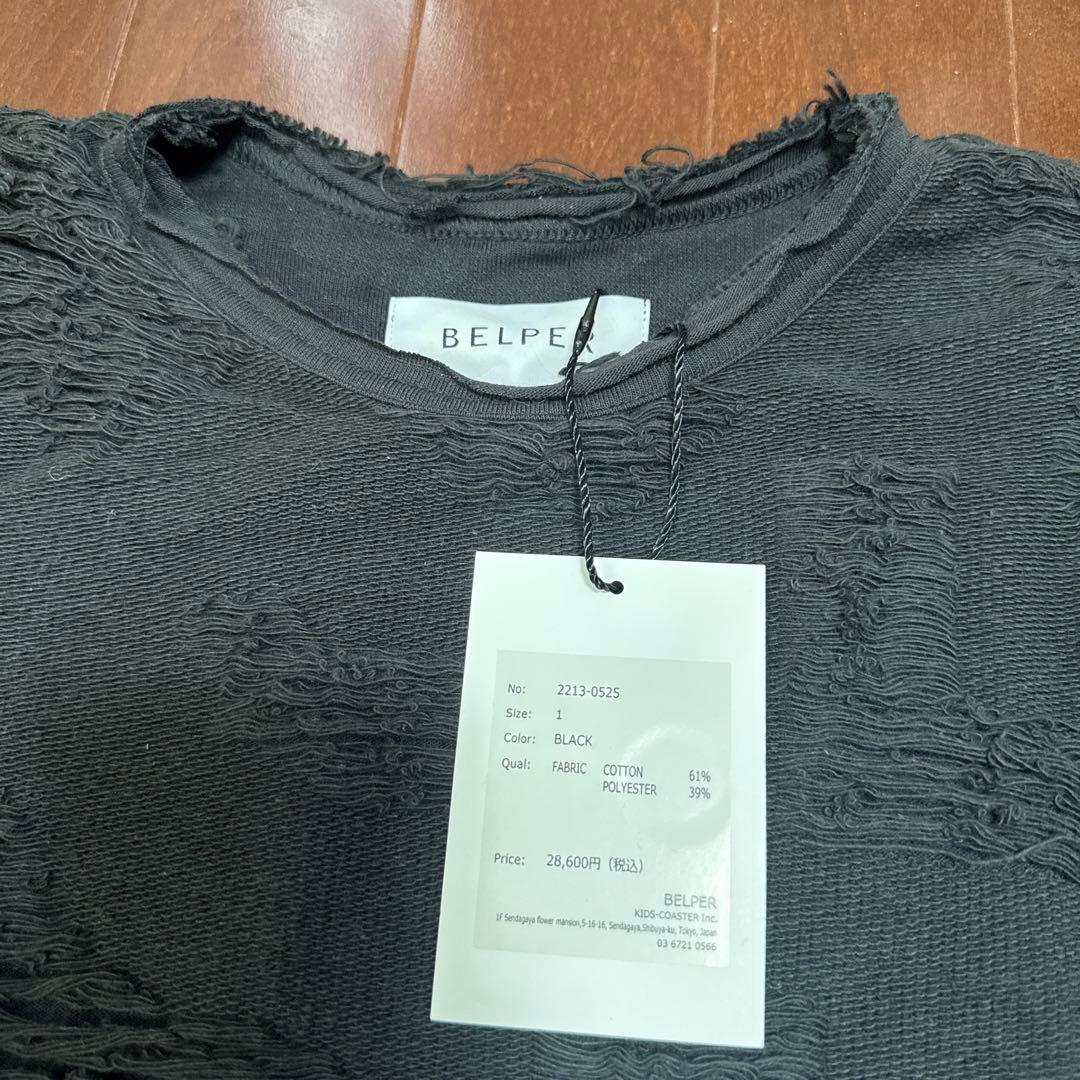 BELPER
No: 2213-0525
Size: 1
Color: BLACK
Qual: FABRIC COTTON 61%
POLYESTER 39%
Price: 28,600円 (税込)
BELPER
KIDS-COASTER Inc.
1F Sendagaya flower mansion,5-16-16, Sendagaya,Shibuya-ku, Tokyo, Japan
03 6721 0566